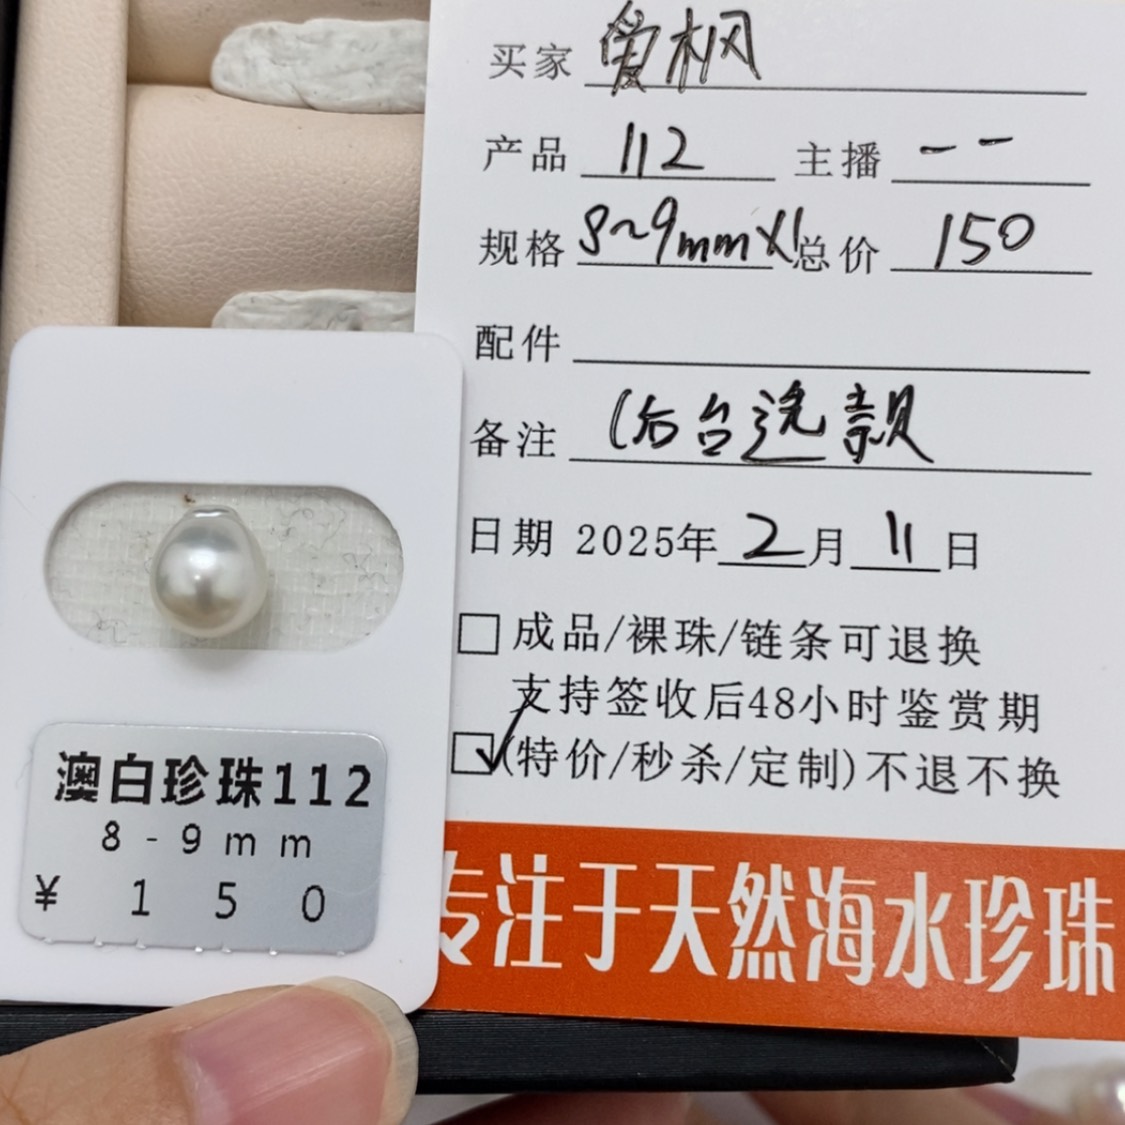 买家 爱枫
产品 112 主播 一一
规格 8~9mmX1 总价 150
配件
备注 (后台选款
日期 2025年2月11日
成品/裸珠/链条可退换
支持签收后48小时鉴赏期
(特价/秒杀/定制)不退不换
专注于天然海水珍珠
澳白珍珠112
8-9mm
¥ 150